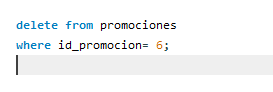 delete from promociones
where id_promocion= 6;